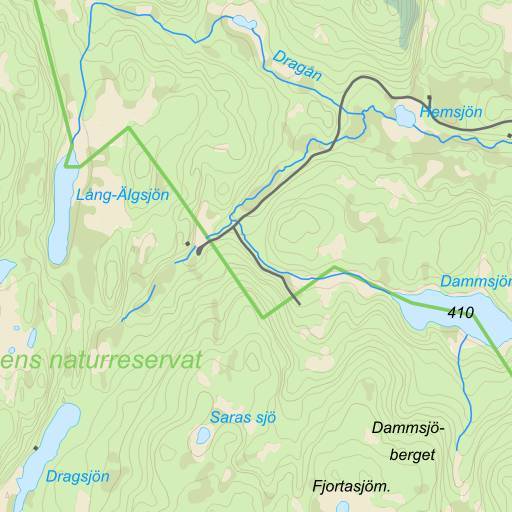 Dragån
Hemsjön
Lång-Älgsjön
Dammsjön
410
ens naturreservat
Saras sjö
Dammsjö-
berget
Dragsjön
Fjortasjöm.